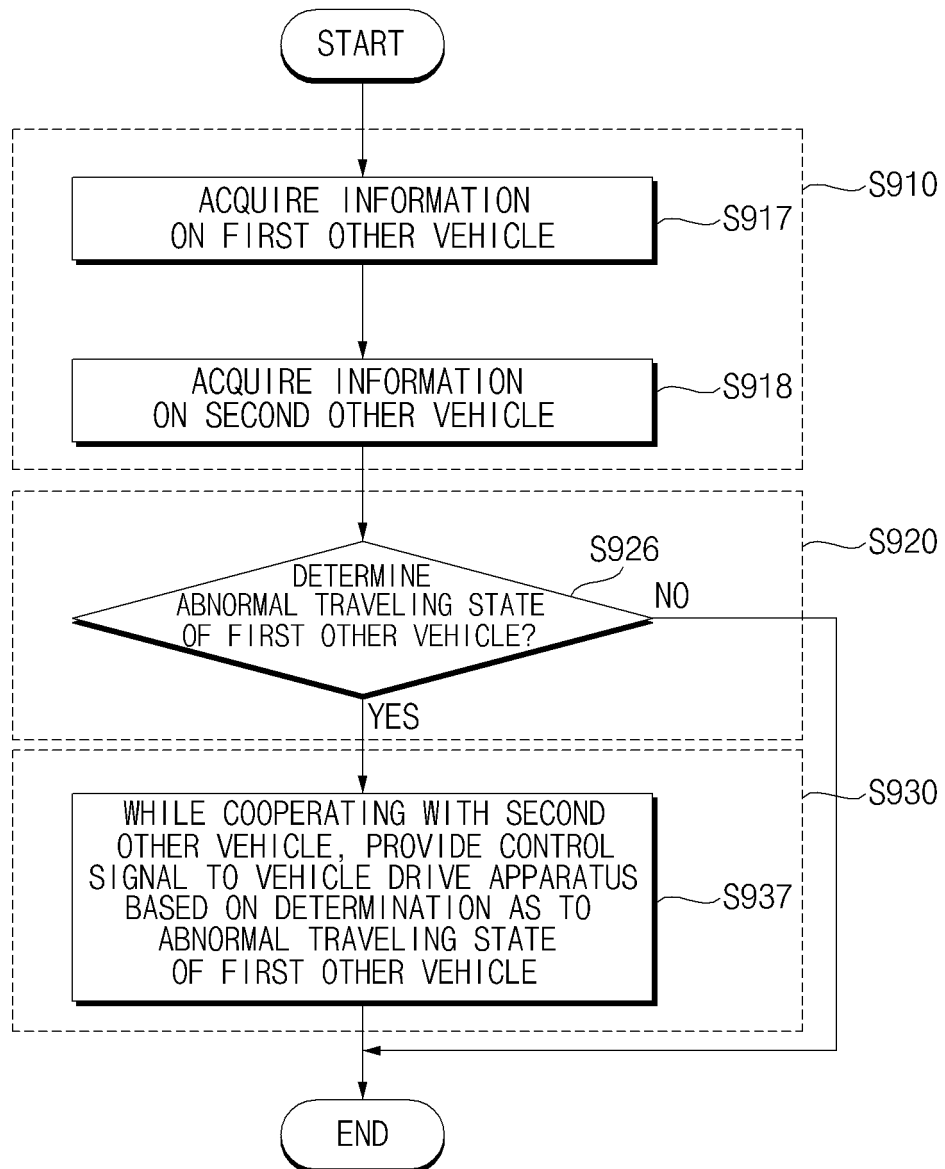 START
S910
ACQUIRE INFORMATION
ON FIRST OTHER VEHICLE
S917
ACQUIRE INFORMATION
ON SECOND OTHER VEHICLE
S918
S920
S926
DETERMINE
ABNORMAL TRAVELING STATE
OF FIRST OTHER VEHICLE?
NO
YES
S930
WHILE COOPERATING WITH SECOND
OTHER VEHICLE, PROVIDE CONTROL
SIGNAL TO VEHICLE DRIVE APPARATUS
BASED ON DETERMINATION AS TO
ABNORMAL TRAVELING STATE
OF FIRST OTHER VEHICLE
S937
END